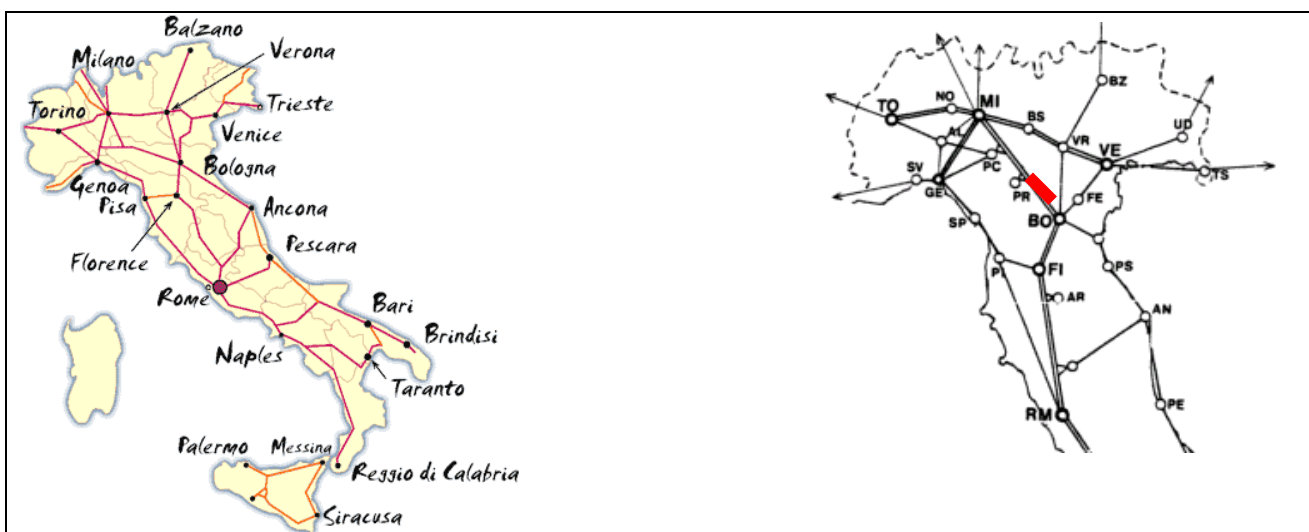 Balzano
Verona
Milano
Torino
Trieste
Venice
Bologna
Genoa
Pisa
Ancona
Florence
Pescara
Rome
Bari
Brindisi
Naples
Taranto
Palermo
Messina
Reggio di Calabria
Siracusa
BZ
NO
MI
TO
BS
UD
AL
VR
VE
PC
SV
TS
GE
PR
FE
SP
BO
PI
FI
PS
AR
AN
PE
RM